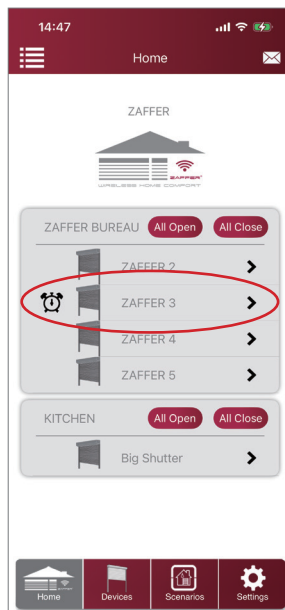 14:47
Home
ZAFFER
ZAFFER
WIRELESS HOME COMFORT
ZAFFER BUREAU All Open All Close
ZAFFER 2
ZAFFER 3
ZAFFER 4
ZAFFER 5
KITCHEN All Open All Close
Big Shutter
Home Devices Scenarios Settings